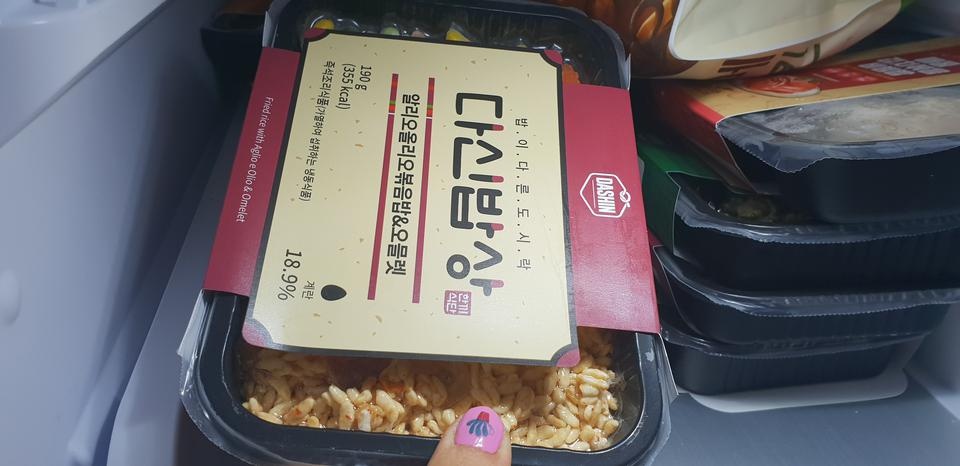 밥.이.다.른.도.시.락
다신밥상
한끼
식단
알리오올리오볶음밥&오믈렛
190 g
(355 kcal)
즉석조리식품(가열하여 섭취하는 냉동식품)
계란
18.9%
DASHIN
Fried rice with Aglio e Olio & Omelet